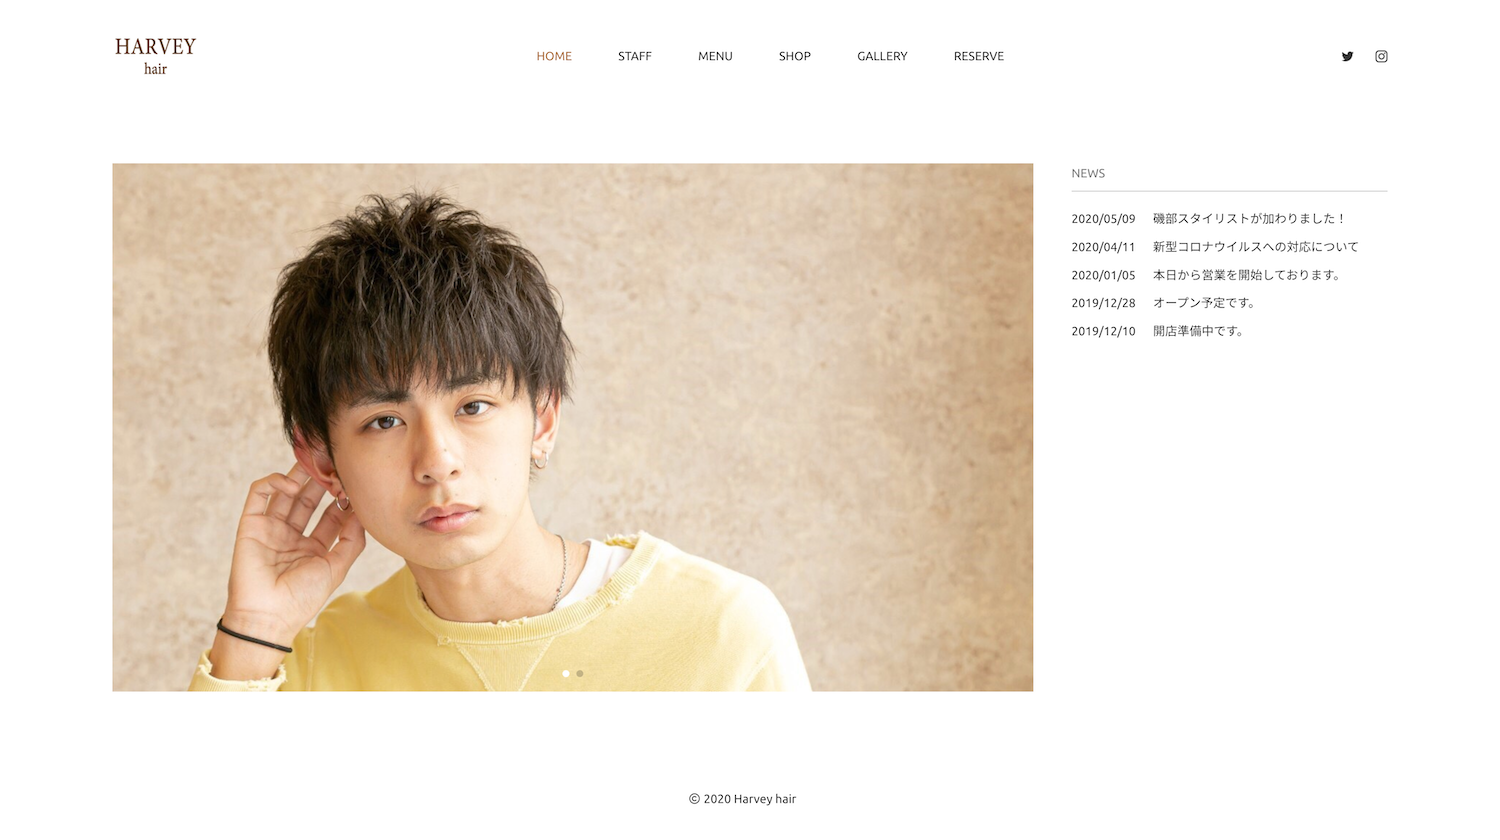 HARVEY
hair
HOME STAFF MENU SHOP GALLERY RESERVE
NEWS
2020/05/09 磯部スタイリストが加わりました！
2020/04/11 新型コロナウイルスへの対応について
2020/01/05 本日から営業を開始しております。
2019/12/28 オープン予定です。
2019/12/10 開店準備中です。
© 2020 Harvey hair